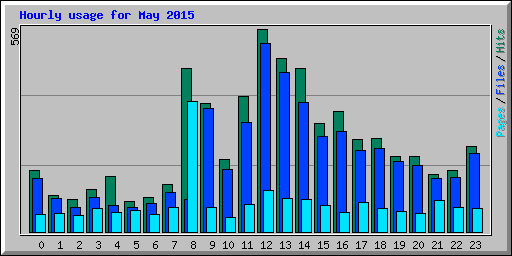 Hourly usage for May 2015
569
Pages/Files/Hits
0 1 2 3 4 5 6 7 8 9 10 11 12 13 14 15 16 17 18 19 20 21 22 23